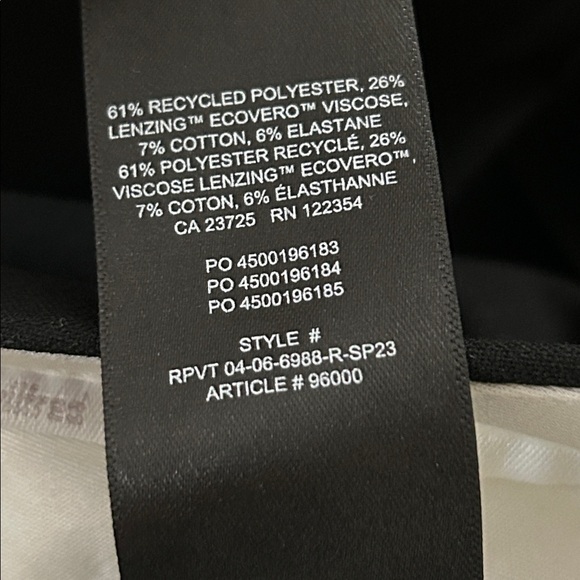 61% RECYCLED POLYESTER, 26%
LENZING™ ECOVERO™ VISCOSE,
7% COTTON, 6% ELASTANE
61% POLYESTER RECYCLÉ, 26%
VISCOSE LENZING™ ECOVERO™,
7% COTON, 6% ÉLASTHANNE
CA 23725 RN 122354
PO 4500196183
PO 4500196184
PO 4500196185
STYLE #
RPVT 04-06-6988-R-SP23
ARTICLE # 96000